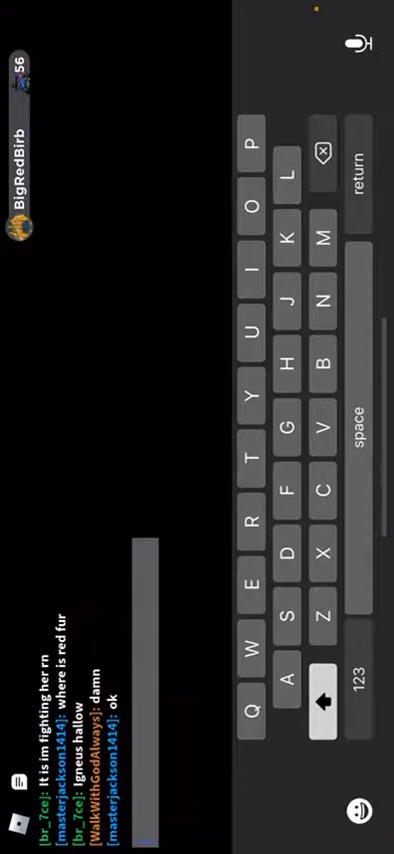 BigRedBirb
56
[br_7ce]: It is im fighting her rn
[masterjackson1414]: where is red fur
[br_7ce]: Igneus hallow
[WalkWithGodAlways]: damn
[masterjackson1414]: ok
Q W E R T Y U I O P
A S D F G H J K L
Z X C V B N M
123 space return